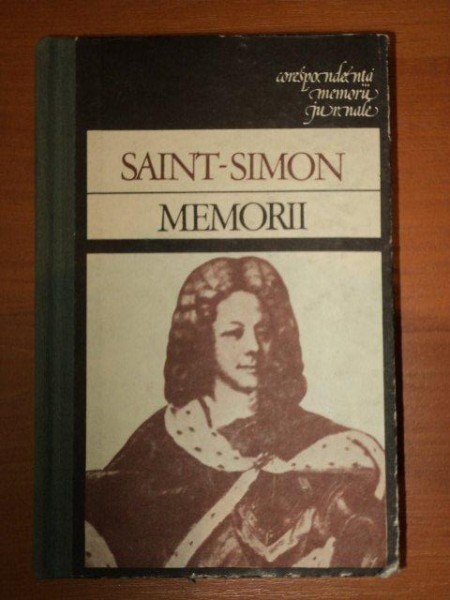 corespondență
memorii
jurnale
SAINT-SIMON
MEMORII